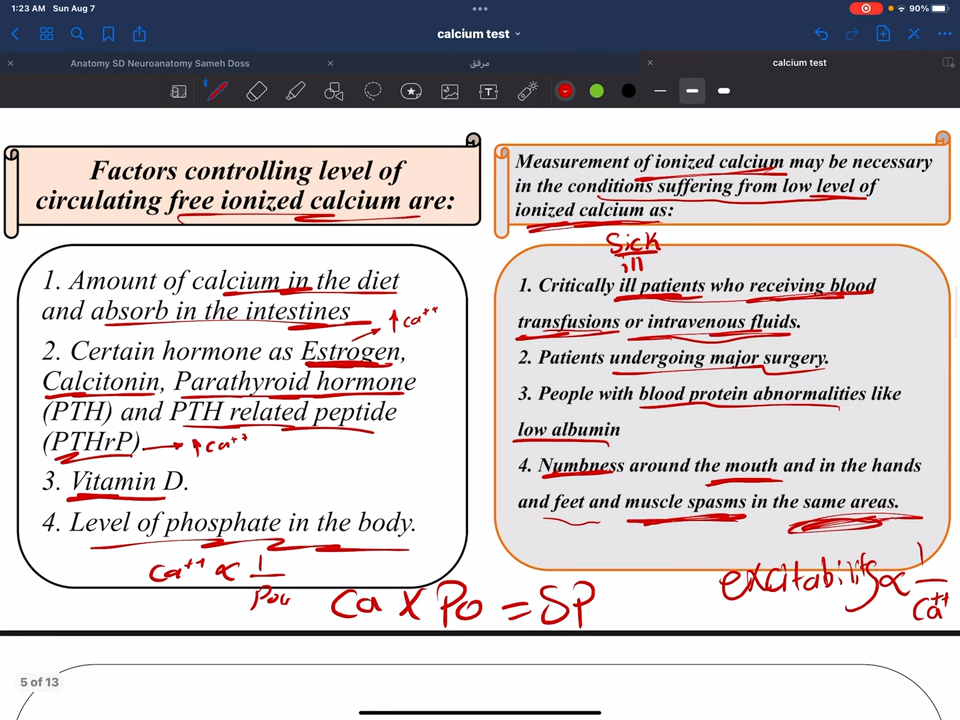 1:23 AM Sun Aug 7
90%
calcium test
Anatomy SD Neuroanatomy Sameh Doss
مرفق
calcium test
T
Factors controlling level of
circulating free ionized calcium are:
1. Amount of calcium in the diet
and absorb in the intestines
↑ Ca++
2. Certain hormone as Estrogen,
Calcitonin, Parathyroid hormone
(PTH) and PTH related peptide
(PTHrP). → ↑ Ca++
3. Vitamin D.
4. Level of phosphate in the body.
Ca++ ∝ 1/PO4
Ca X PO = SP
Measurement of ionized calcium may be necessary
in the conditions suffering from low level of
ionized calcium as:
Sick
ill
1. Critically ill patients who receiving blood
transfusions or intravenous fluids.
2. Patients undergoing major surgery.
3. People with blood protein abnormalities like
low albumin
4. Numbness around the mouth and in the hands
and feet and muscle spasms in the same areas.
excitability ∝ 1/Ca++
5 of 13